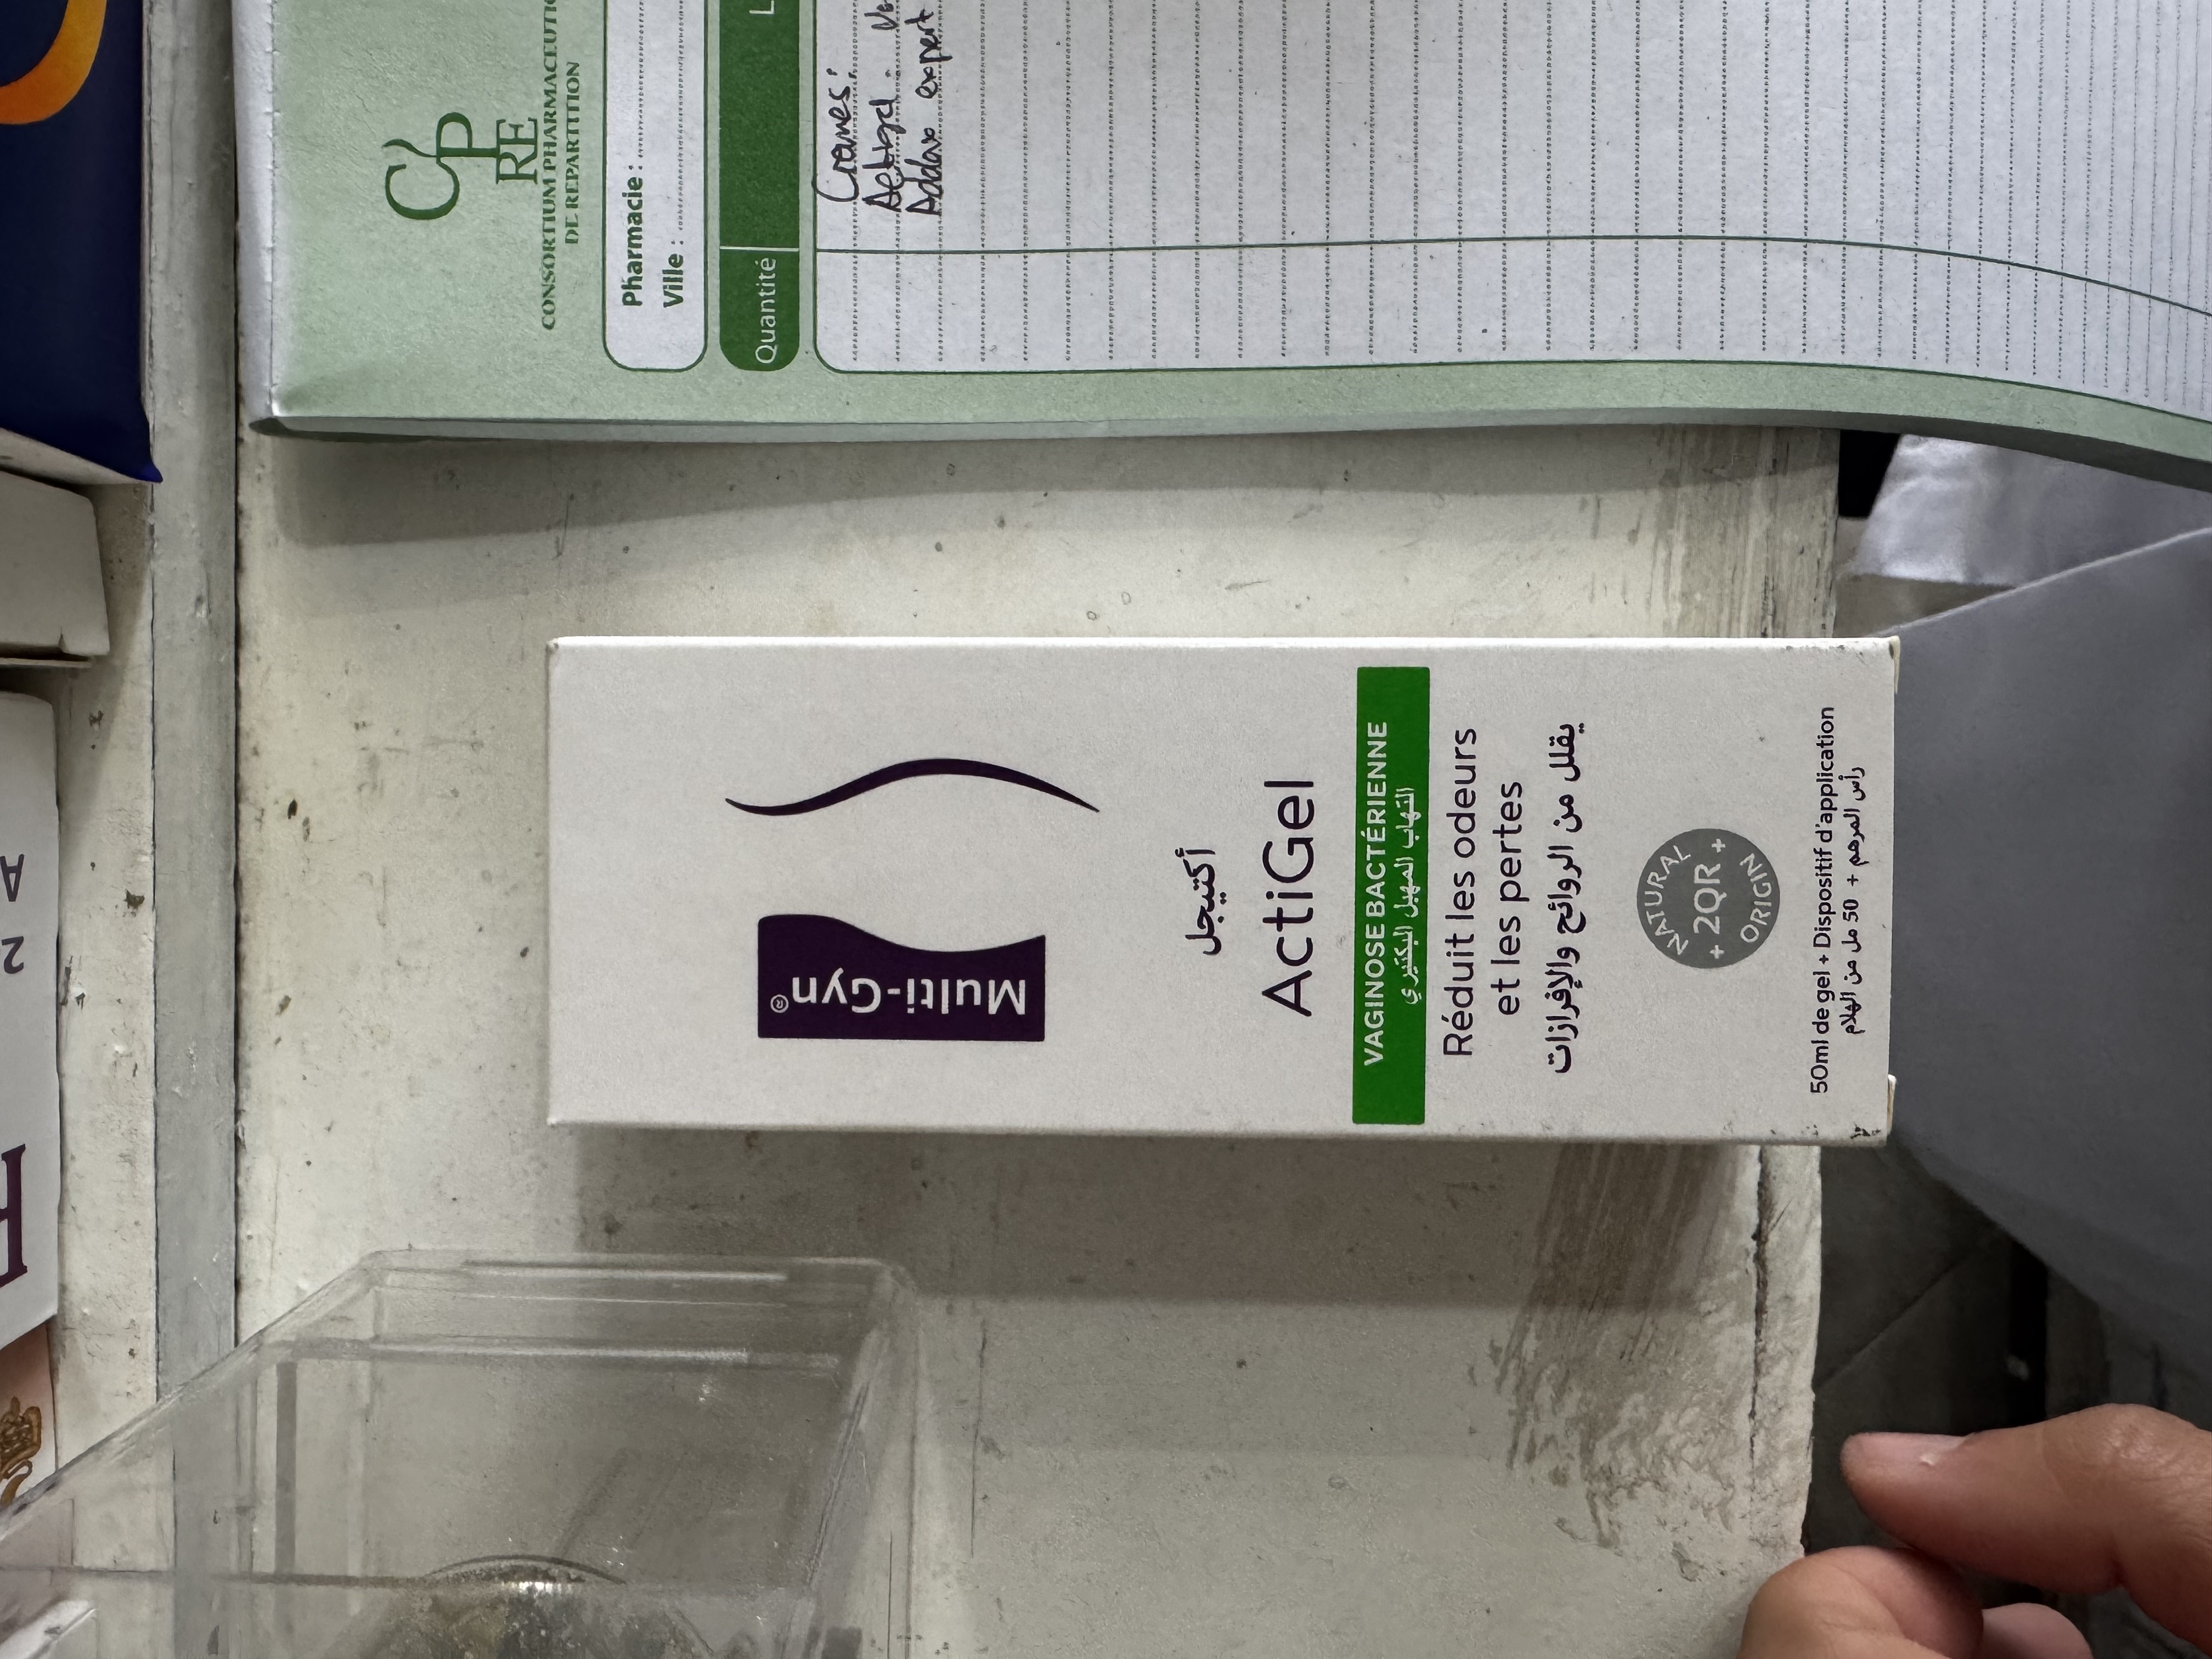 Multi-Gyn®
أكتيجل
ActiGel
VAGINOSE BACTÉRIENNE
التهاب المهبل البكتيري
Réduit les odeurs
et les pertes
يقلل من الروائح والإفرازات
NATURAL
+ 2QR +
ORIGIN
50ml de gel + Dispositif d'application
رأس المرهم + 50 مل من الهلام
CPRE
CONSORTIUM PHARMACEUTI
DE REPARTITION
Pharmacie :
Ville :
Quantité
Cremes:
Actigel :
Addax expert